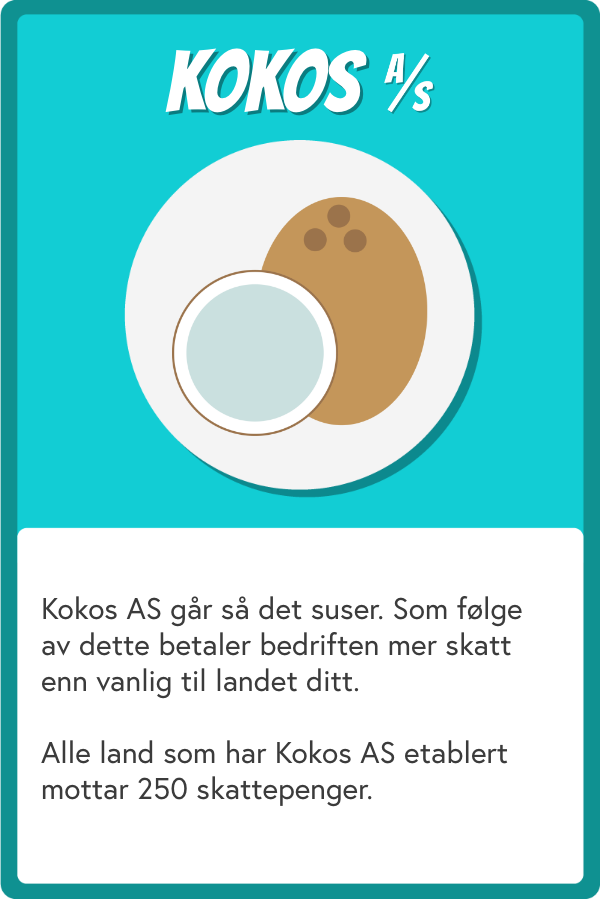 KOKOS A/S
Kokos AS går så det suser. Som følge
av dette betaler bedriften mer skatt
enn vanlig til landet ditt.
Alle land som har Kokos AS etablert
mottar 250 skattepenger.